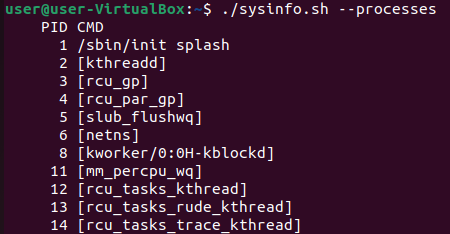 user@user-VirtualBox:~$ ./sysinfo.sh --processes
PID CMD
1 /sbin/init splash
2 [kthreadd]
3 [rcu_gp]
4 [rcu_par_gp]
5 [slub_flushwq]
6 [netns]
8 [kworker/0:0H-kblockd]
11 [mm_percpu_wq]
12 [rcu_tasks_kthread]
13 [rcu_tasks_rude_kthread]
14 [rcu_tasks_trace_kthread]